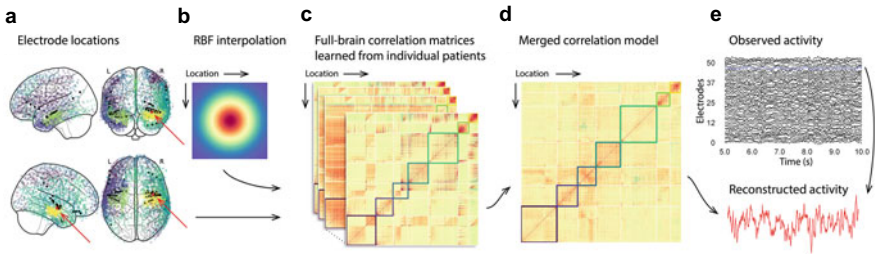 a
Electrode locations
L
R
L
R
b
RBF interpolation
Location
c
Full-brain correlation matrices
learned from individual patients
Location
d
Merged correlation model
Location
e
Observed activity
Electrodes
50
25
12
0
5.0 6.0 7.0 8.0 9.0 10.0
Time (s)
Reconstructed activity